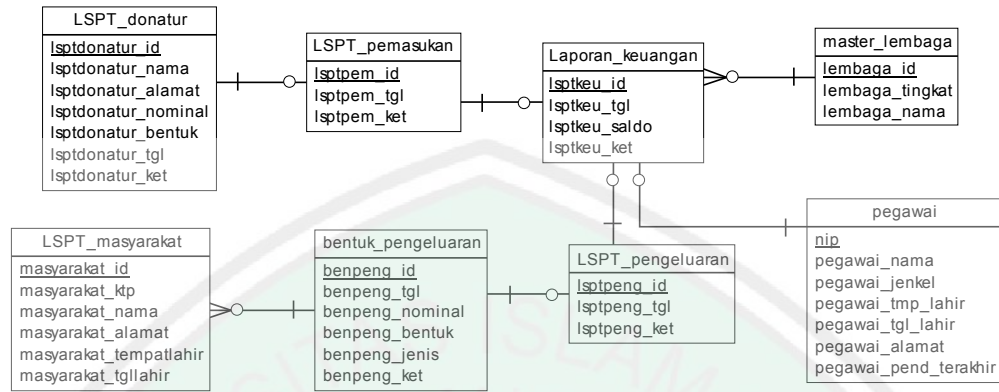 LSPT_donatur
lsptdonatur_id
lsptdonatur_nama
lsptdonatur_alamat
lsptdonatur_nominal
lsptdonatur_bentuk
lsptdonatur_tgl
lsptdonatur_ket
LSPT_pemasukan
lsptpem_id
lsptpem_tgl
lsptpem_ket
Laporan_keuangan
lsptkeu_id
lsptkeu_tgl
lsptkeu_saldo
lsptkeu_ket
master_lembaga
lembaga_id
lembaga_tingkat
lembaga_nama
LSPT_masyarakat
masyarakat_id
masyarakat_ktp
masyarakat_nama
masyarakat_alamat
masyarakat_tempatlahir
masyarakat_tgllahir
bentuk_pengeluaran
benpeng_id
benpeng_tgl
benpeng_nominal
benpeng_bentuk
benpeng_jenis
benpeng_ket
LSPT_pengeluaran
lsptpeng_id
lsptpeng_tgl
lsptpeng_ket
pegawai
nip
pegawai_nama
pegawai_jenkel
pegawai_tmp_lahir
pegawai_tgl_lahir
pegawai_alamat
pegawai_pend_terakhir